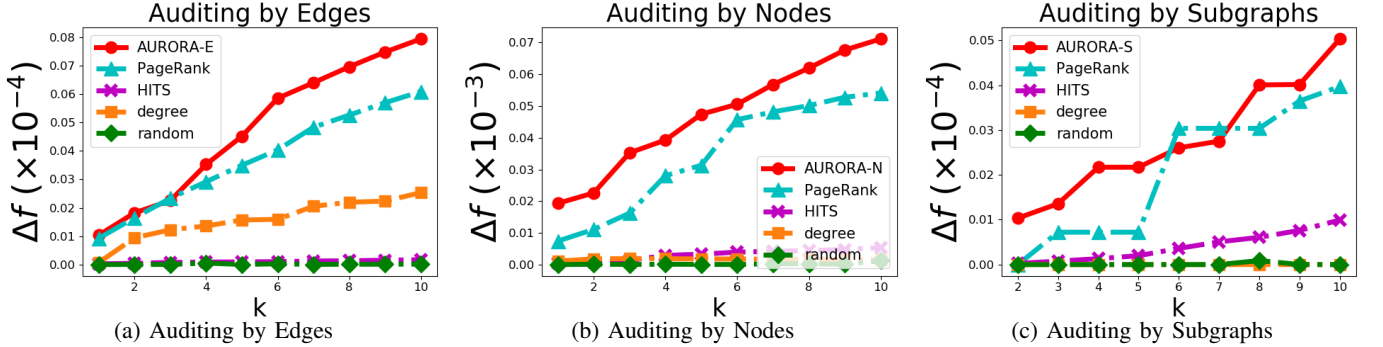 Auditing by Edges
Δf (×10⁻⁴)
0.08
0.07
0.06
0.05
0.04
0.03
0.02
0.01
0.00
AURORA-E
PageRank
HITS
degree
random
2 4 6 8 10
k
(a) Auditing by Edges
Auditing by Nodes
Δf (×10⁻³)
0.07
0.06
0.05
0.04
0.03
0.02
0.01
0.00
AURORA-N
PageRank
HITS
degree
random
2 4 6 8 10
k
(b) Auditing by Nodes
Auditing by Subgraphs
Δf (×10⁻⁴)
0.05
0.04
0.03
0.02
0.01
0.00
AURORA-S
PageRank
HITS
degree
random
2 3 4 5 6 7 8 9 10
k
(c) Auditing by Subgraphs